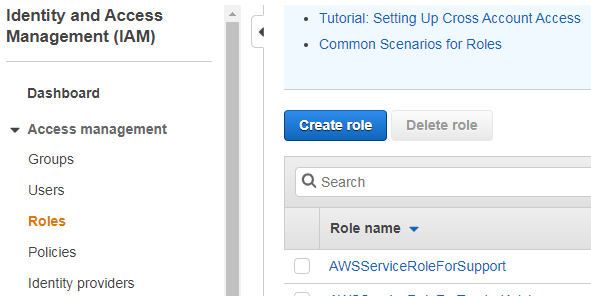 Identity and Access
Management (IAM)
Dashboard
Access management
Groups
Users
Roles
Policies
Identity providers
Tutorial: Setting Up Cross Account Access
Common Scenarios for Roles
Create role
Delete role
Search
Role name
AWSServiceRoleForSupport